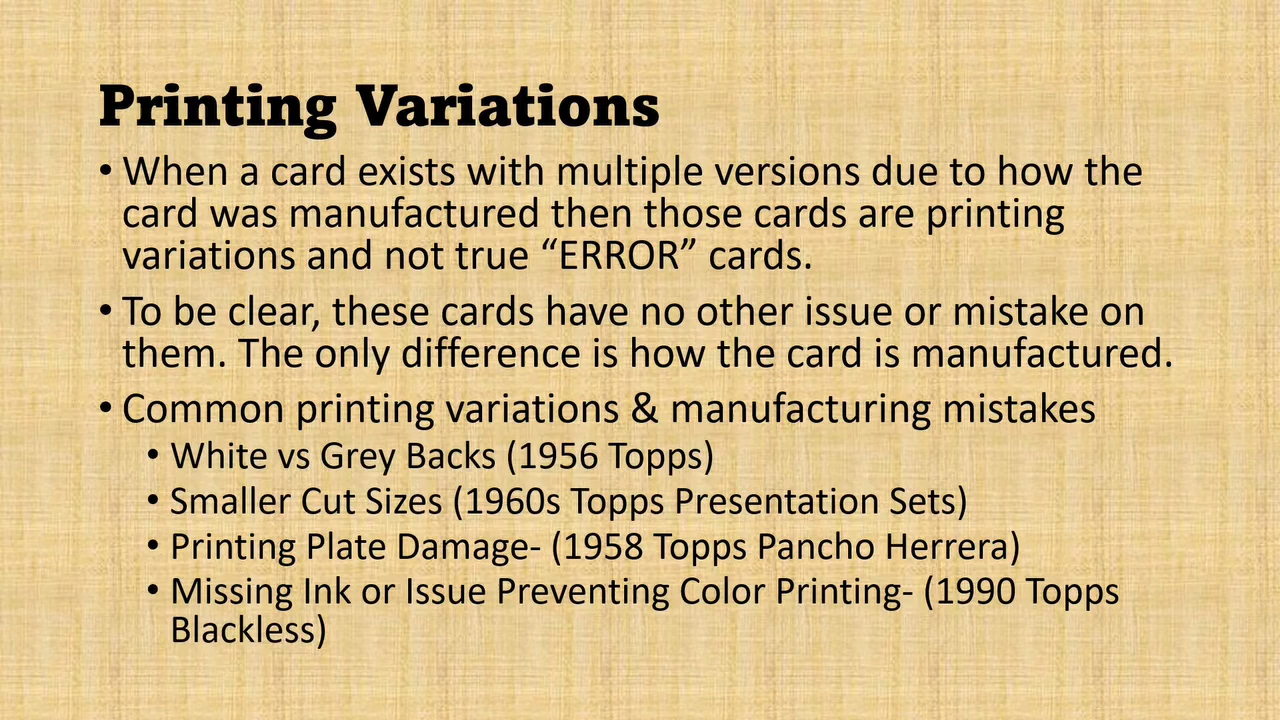 Printing Variations
• When a card exists with multiple versions due to how the
card was manufactured then those cards are printing
variations and not true “ERROR” cards.
• To be clear, these cards have no other issue or mistake on
them. The only difference is how the card is manufactured.
• Common printing variations & manufacturing mistakes
• White vs Grey Backs (1956 Topps)
• Smaller Cut Sizes (1960s Topps Presentation Sets)
• Printing Plate Damage- (1958 Topps Pancho Herrera)
• Missing Ink or Issue Preventing Color Printing- (1990 Topps
Blackless)